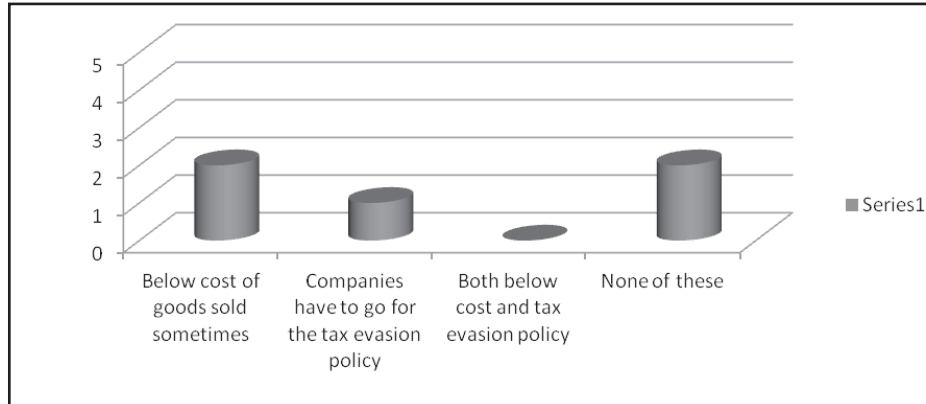 5
4
3
2
1
0
Series1
Below cost of
goods sold
sometimes
Companies
have to go for
the tax evasion
policy
Both below
cost and tax
evasion policy
None of these